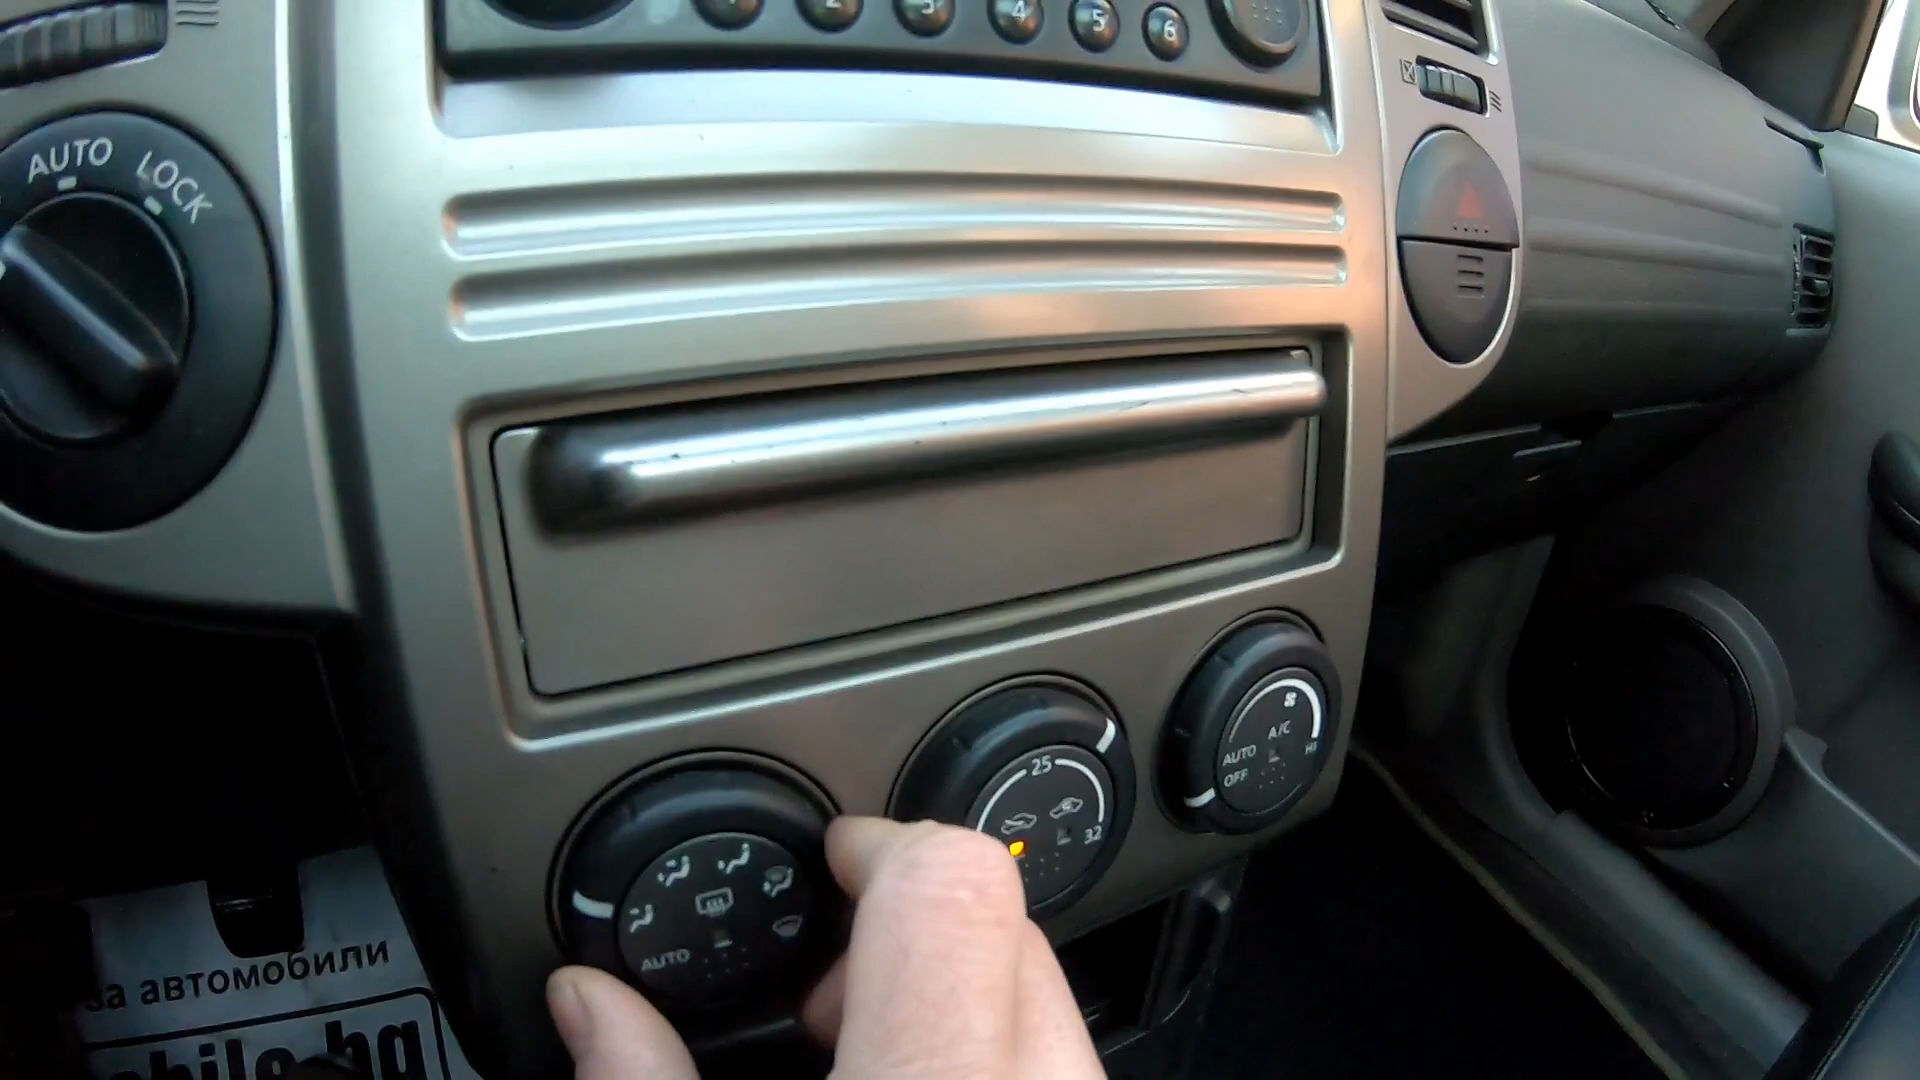 1 2 3 4 5 6
AUTO LOCK
25
32
A/C
AUTO
OFF
HI
AUTO
за автомобили
mobile.bg